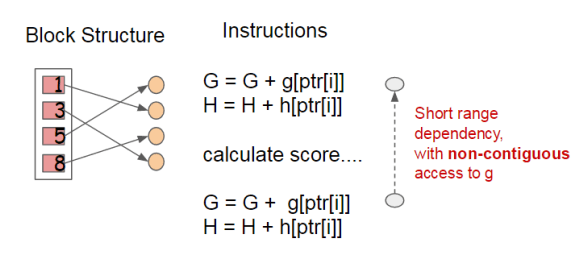 Block Structure
Instructions
1
3
5
8
G = G + g[ptr[i]]
H = H + h[ptr[i]]
calculate score....
G = G + g[ptr[i]]
H = H + h[ptr[i]]
Short range
dependency,
with non-contiguous
access to g